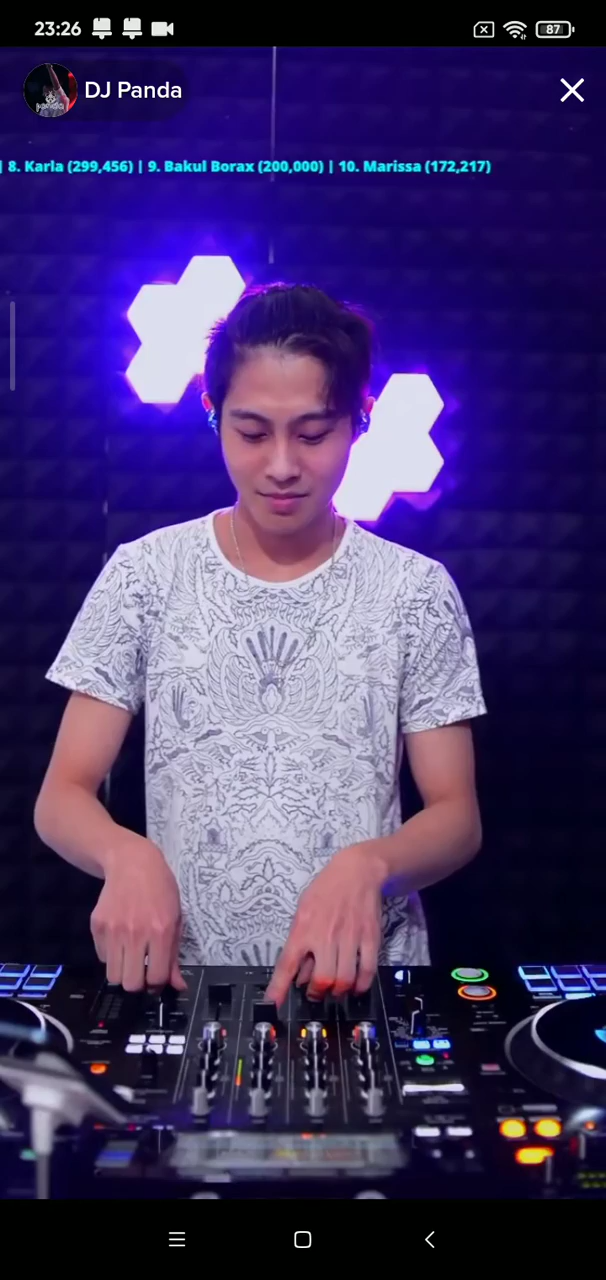 23:26
87
DJ Panda
| 8. Karla (299,456) | 9. Bakul Borax (200,000) | 10. Marissa (172,217)